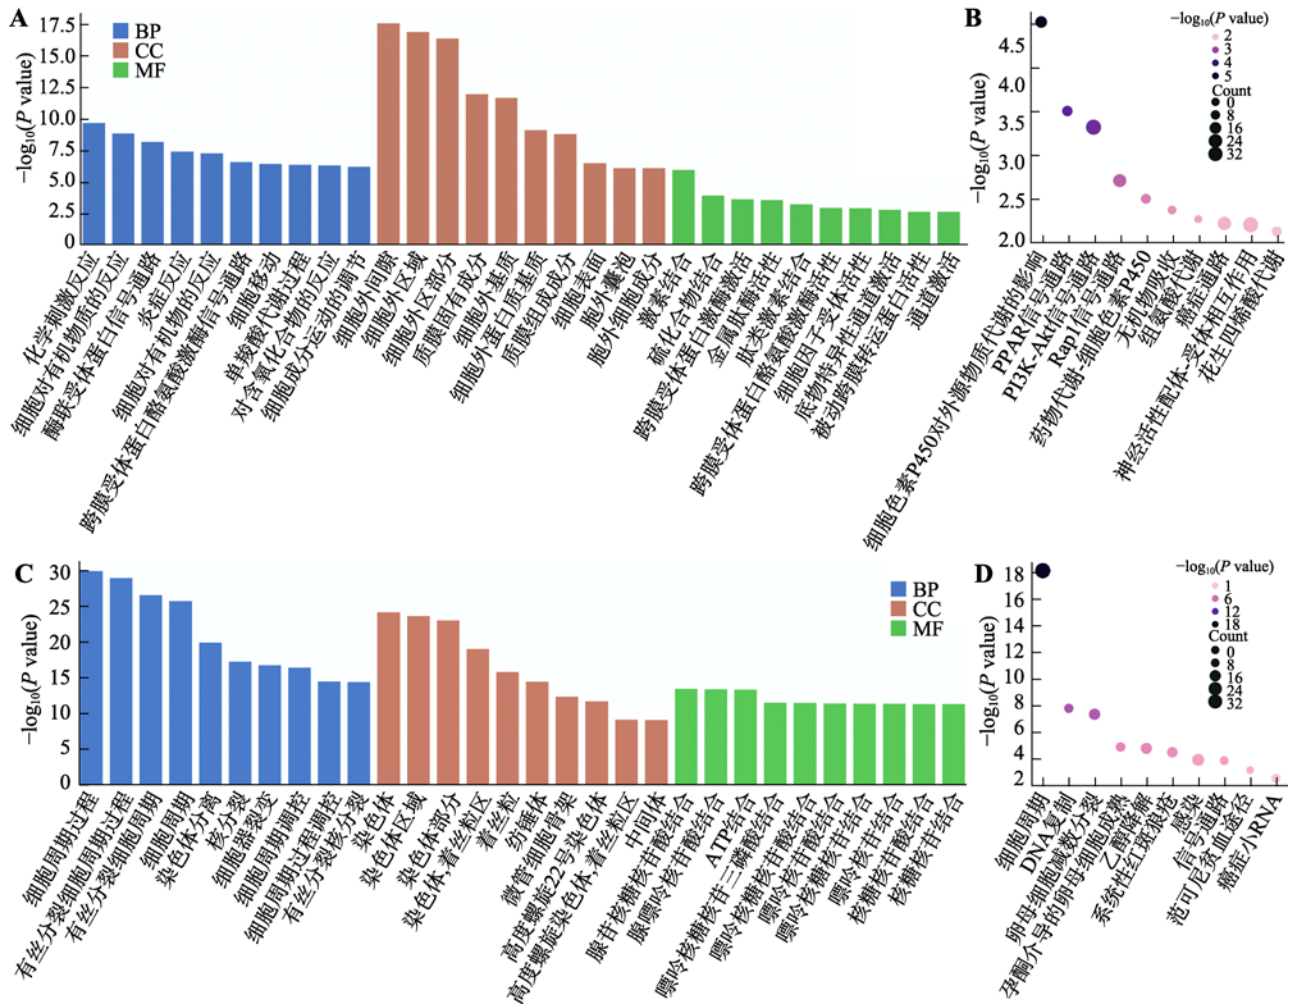 A
17.5
15.0
12.5
10.0
7.5
5.0
2.5
0
−log₁₀(P value)
BP
CC
MF
化学刺激反应
细胞对有机物质的反应
酶联受体蛋白信号通路
炎症反应
细胞对有机物的反应
跨膜受体蛋白酪氨酸激酶信号通路
细胞移动
单羧酸代谢过程
对含氧化合物的反应
细胞成分运动的调节
细胞外间隙
细胞外区域
细胞外区部分
质膜固有成分
细胞外基质
细胞外蛋白质基质
质膜组成成分
细胞表面
胞外囊泡
胞外细胞成分
激素结合
硫化合物结合
跨膜受体蛋白激酶激活
金属肽酶活性
肽类激素结合
跨膜受体蛋白酪氨酸激酶活性
细胞因子受体活性
底物特异性通道激活
被动跨膜转运蛋白活性
通道激活
B
4.5
4.0
3.5
3.0
2.5
2.0
−log₁₀(P value)
−log₁₀(P value)
2
3
4
5
Count
0
8
16
24
32
细胞色素P450对外源物质代谢的影响
PPAR信号通路
PI3K-Akt信号通路
Rap1信号通路
药物代谢-细胞色素P450
无机物吸收
组氨酸代谢
癌症通路
神经活性配体-受体相互作用
花生四烯酸代谢
C
30
25
20
15
10
5
0
−log₁₀(P value)
BP
CC
MF
细胞周期过程
有丝分裂细胞周期过程
有丝分裂细胞周期
细胞周期
染色体分离
核分裂
细胞器裂变
细胞周期调控
细胞周期过程调控
有丝分裂核分裂
染色体
染色体区域
染色体部分
染色体,着丝粒区
着丝粒
纺锤体
微管细胞骨架
高度螺旋22号染色体
高度螺旋染色体,着丝粒区
中间体
腺苷核糖核苷酸结合
腺嘌呤核苷酸结合
ATP结合
嘌呤核糖核苷三磷酸结合
嘌呤核糖核苷酸结合
嘌呤核苷酸结合
嘌呤核糖核苷结合
嘌呤核苷结合
核糖核苷酸结合
核糖核苷结合
D
18
16
14
12
10
8
6
4
2
−log₁₀(P value)
−log₁₀(P value)
1
6
12
18
Count
0
8
16
24
32
细胞周期
DNA复制
卵母细胞减数分裂
孕酮介导的卵母细胞成熟
乙醇降解
系统性红斑狼疮
感染
信号通路
范可尼贫血途径
癌症小RNA